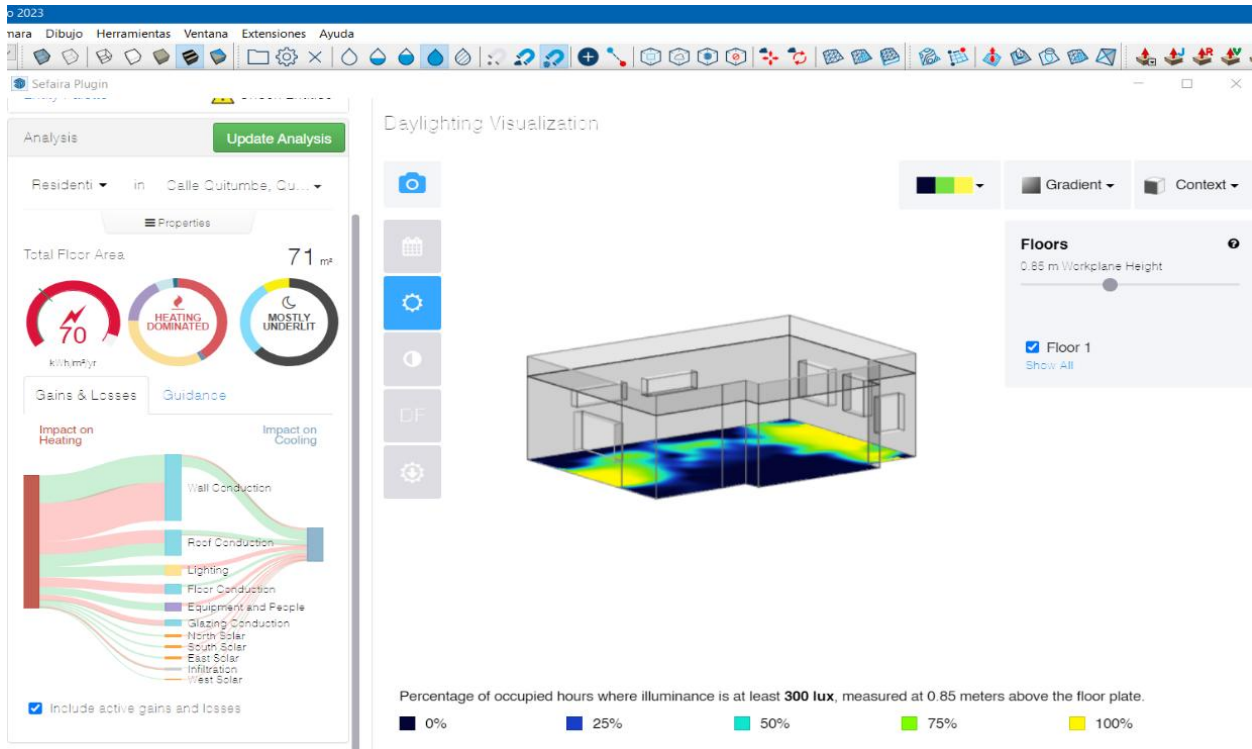 o 2023
mara Dibujo Herramientas Ventana Extensiones Ayuda
Sefaira Plugin
Analysis
Update Analysis
Residenti in Calle Quitumbe, Qu...
Properties
Total Floor Area 71 m²
70
kWh/m²/yr
HEATING
DOMINATED
MOSTLY
UNDERLIT
Gains & Losses Guidance
Impact on
Heating
Impact on
Cooling
Wall Conduction
Roof Conduction
Lighting
Floor Conduction
Equipment and People
Glazing Conduction
North Solar
South Solar
East Solar
Infiltration
West Solar
Include active gains and losses
Daylighting Visualization
Gradient
Context
DF
Floors
0.85 m Workplane Height
Floor 1
Show All
Percentage of occupied hours where illuminance is at least 300 lux, measured at 0.85 meters above the floor plate.
0% 25% 50% 75% 100%